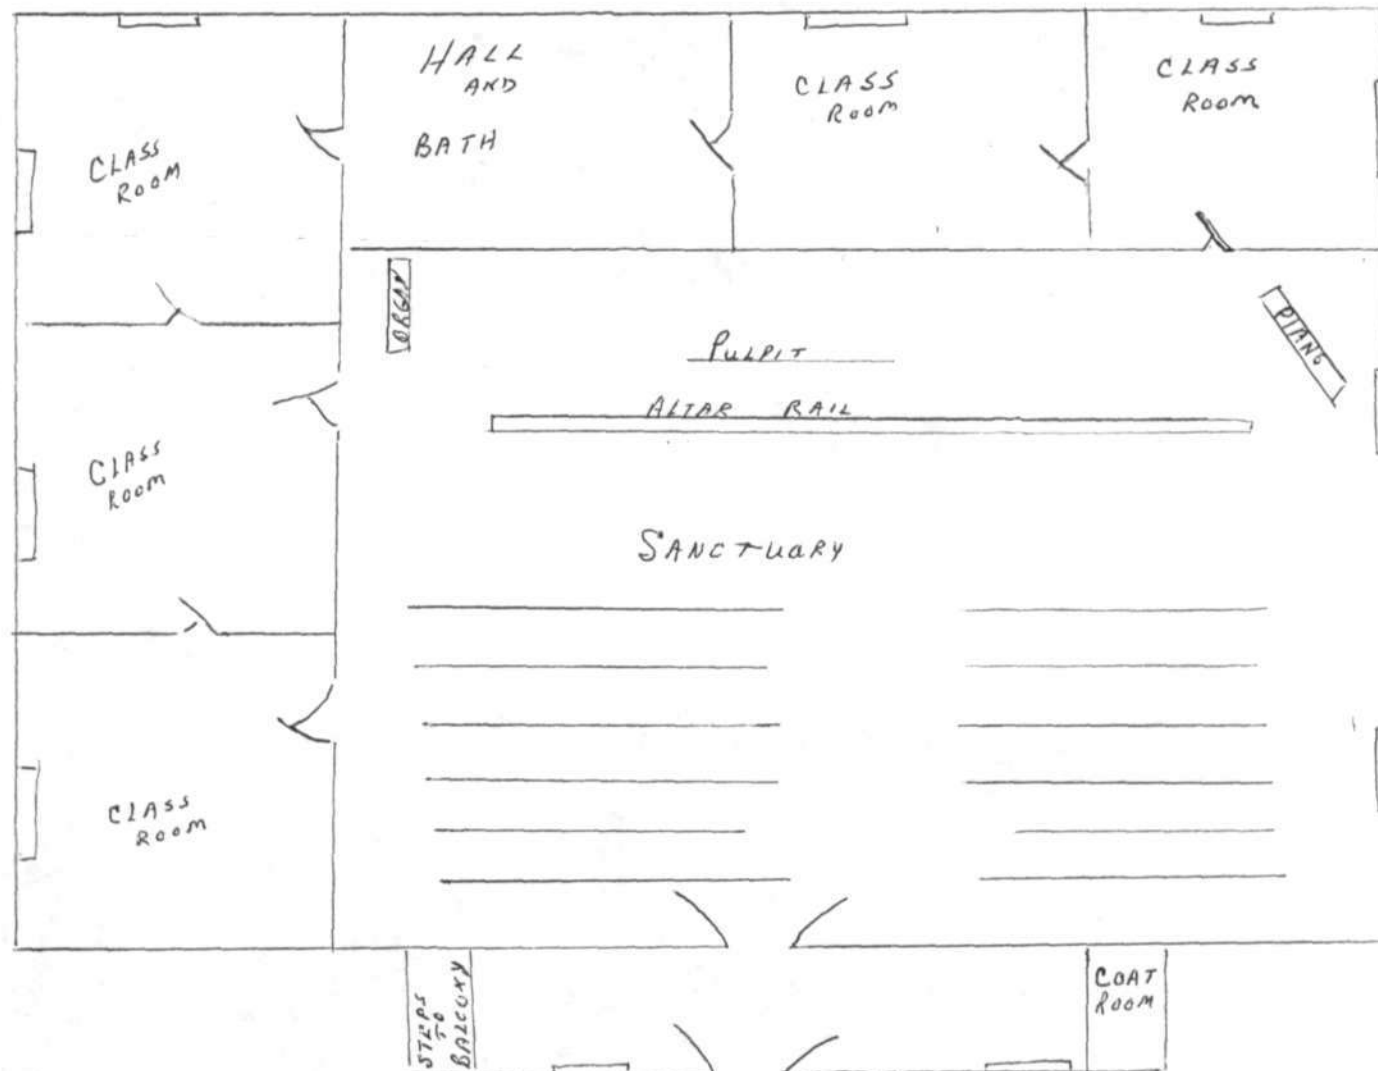 HALL
AND
BATH
CLASS
ROOM
CLASS
ROOM
CLASS
ROOM
ORGAN
PULPIT
PIANO
ALTAR RAIL
CLASS
ROOM
SANCTUARY
CLASS
ROOM
STEPS
TO
BALCONY
COAT
ROOM